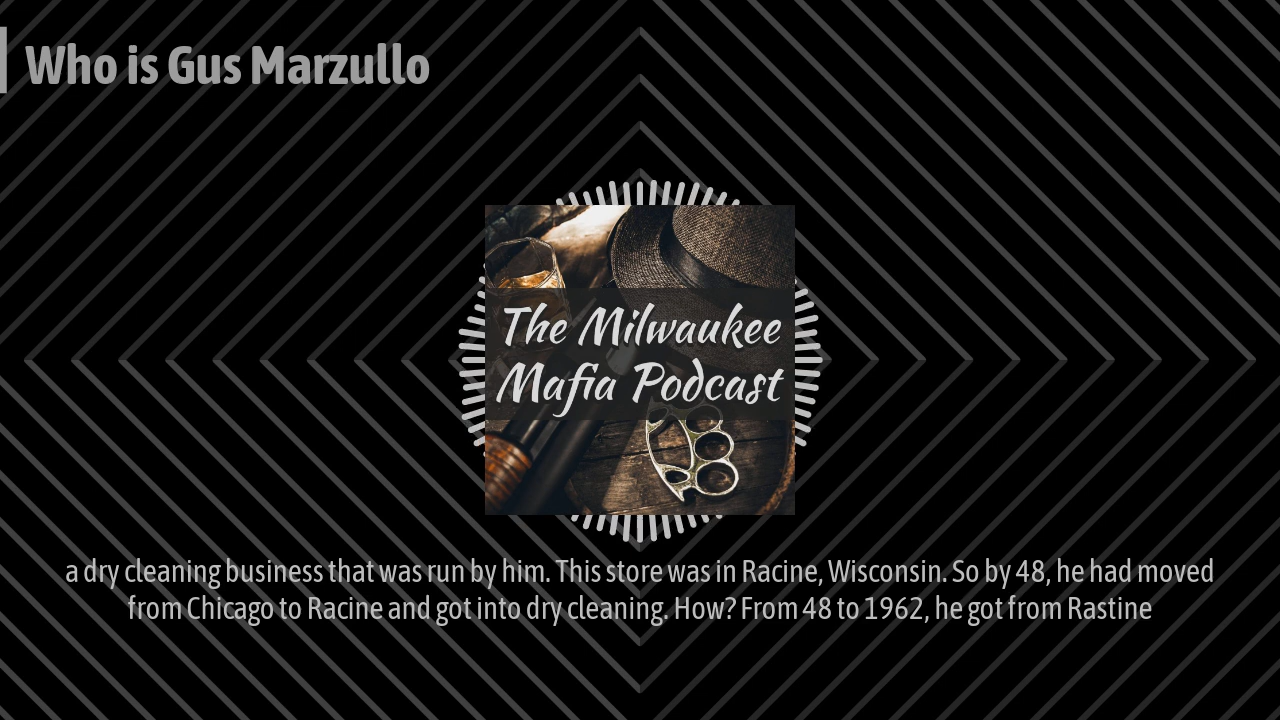 Who is Gus Marzullo
The Milwaukee
Mafia Podcast
a dry cleaning business that was run by him. This store was in Racine, Wisconsin. So by 48, he had moved
from Chicago to Racine and got into dry cleaning. How? From 48 to 1962, he got from Rastine